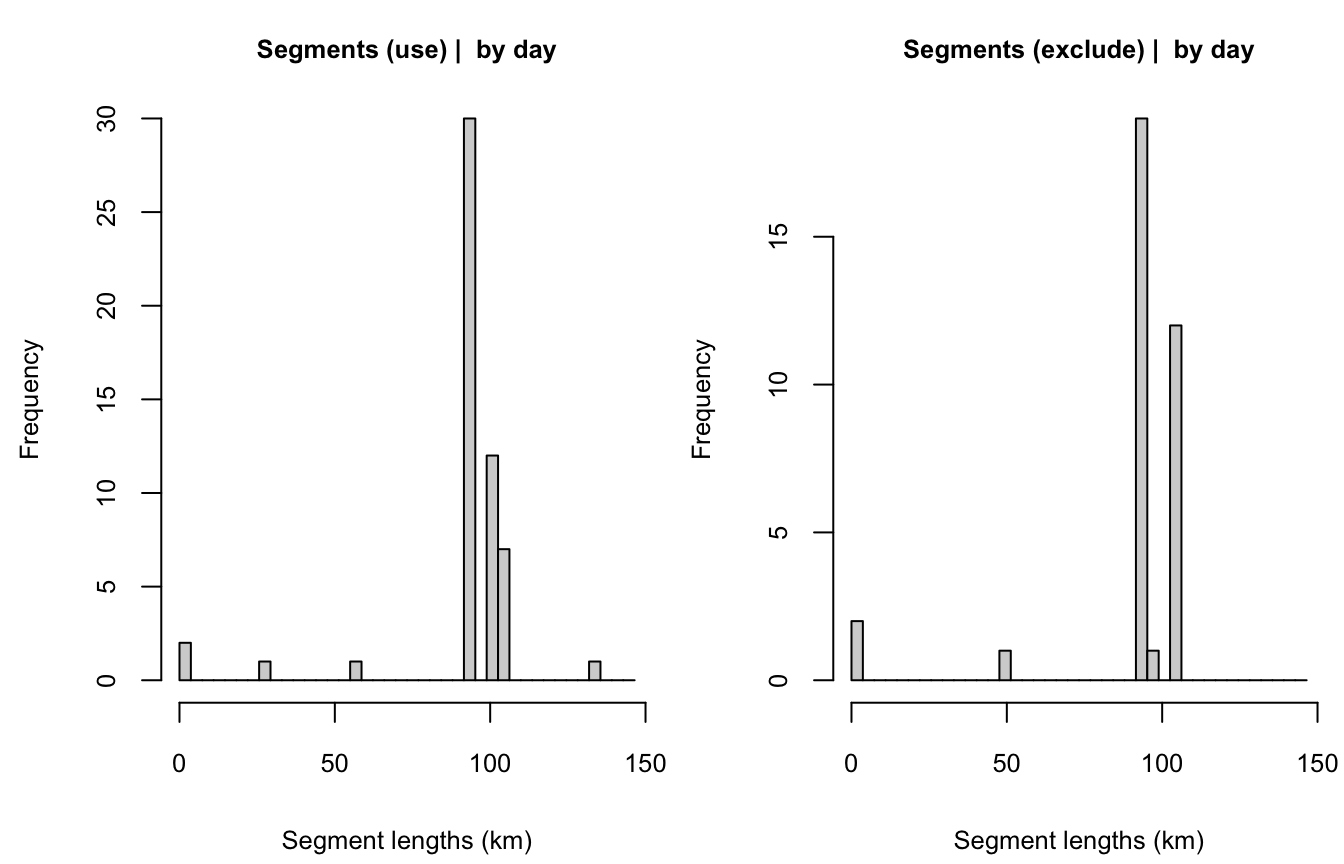 Segments (use) |  by day
Frequency
30
25
20
15
10
5
0
0 50 100 150
Segment lengths (km)
Segments (exclude) |  by day
Frequency
15
10
5
0
0 50 100 150
Segment lengths (km)